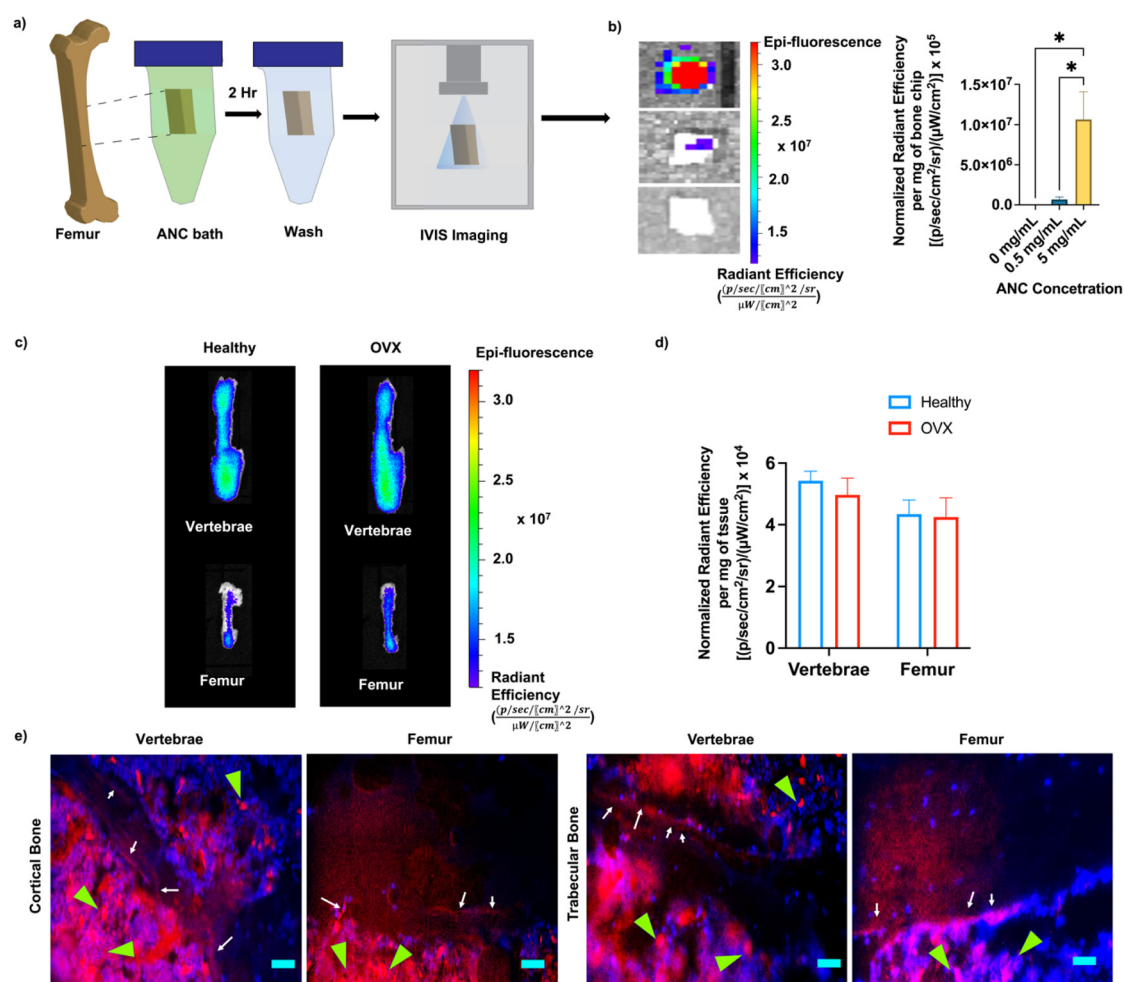 a)
Femur
ANC bath
2 Hr
Wash
IVIS Imaging
b)
Epi-fluorescence
3.0
2.5
x 10⁷
2.0
1.5
Radiant Efficiency
(p/sec/⟦cm⟧^2 /sr
μW/⟦cm⟧^2
Normalized Radiant Efficiency
per mg of bone chip
[(p/sec/cm²/sr)/(μW/cm²)] x 10⁵
1.5×10⁷
1.0×10⁷
5.0×10⁶
0.0
*
*
0 mg/mL
0.5 mg/mL
5 mg/mL
ANC Concetration
c)
Healthy
OVX
Vertebrae
Vertebrae
Femur
Femur
Epi-fluorescence
3.0
2.5
x 10⁷
2.0
1.5
Radiant
Efficiency
(p/sec/⟦cm⟧^2 /sr
μW/⟦cm⟧^2
d)
Healthy
OVX
Normalized Radiant Efficiency
per mg of tssue
[(p/sec/cm²/sr)/(μW/cm²)] x 10⁴
6
4
2
0
Vertebrae
Femur
e)
Vertebrae
Femur
Vertebrae
Femur
Cortical Bone
Trabecular Bone